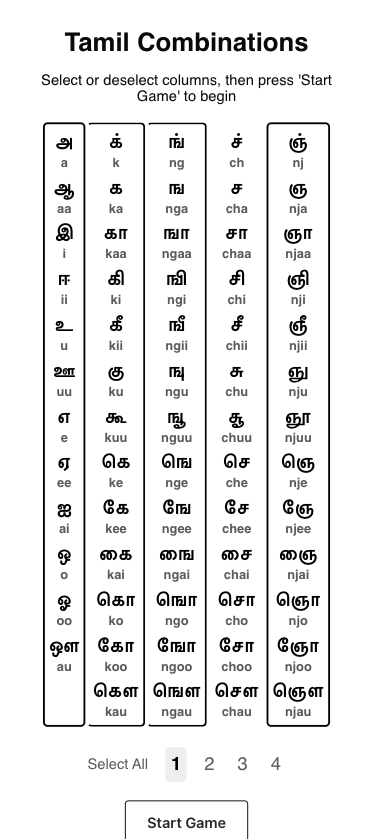 Tamil Combinations
Select or deselect columns, then press 'Start
Game' to begin
அ க் ங் ச் ஞ்
a k ng ch nj
ஆ க ங ச ஞ
aa ka nga cha nja
இ கா ஙா சா ஞா
i kaa ngaa chaa njaa
ஈ கி ஙி சி ஞி
ii ki ngi chi nji
உ கீ ஙீ சீ ஞீ
u kii ngii chii njii
ஊ கு ஙு சு ஞு
uu ku ngu chu nju
எ கூ ஙூ சூ ஞூ
e kuu nguu chuu njuu
ஏ கெ ஙெ செ ஞெ
ee ke nge che nje
ஐ கே ஙே சே ஞே
ai kee ngee chee njee
ஒ கை ஙை சை ஞை
o kai ngai chai njai
ஓ கொ ஙொ சொ ஞொ
oo ko ngo cho njo
ஔ கோ ஙோ சோ ஞோ
au koo ngoo choo njoo
கௌ ஙௌ சௌ ஞௌ
kau ngau chau njau
Select All 1 2 3 4
Start Game